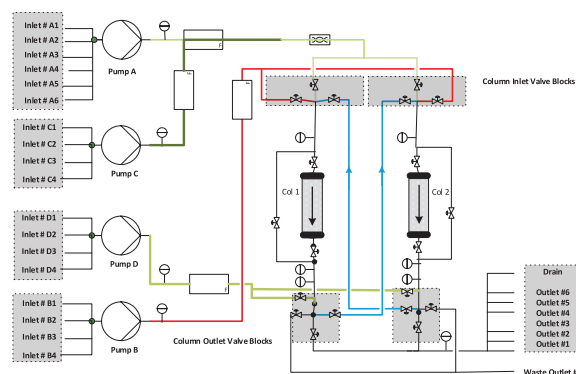 Inlet # A1
Inlet # A2
Inlet # A3
Inlet # A4
Inlet # A5
Inlet # A6
Pump A
F
F
F
Column Inlet Valve Blocks
Inlet # C1
Inlet # C2
Inlet # C3
Inlet # C4
Pump C
Col 1
Col 2
Inlet # D1
Inlet # D2
Inlet # D3
Inlet # D4
Pump D
F
Inlet # B1
Inlet # B2
Inlet # B3
Inlet # B4
Pump B
Column Outlet Valve Blocks
Drain
Outlet #6
Outlet #5
Outlet #4
Outlet #3
Outlet #2
Outlet #1
Waste Outlet #